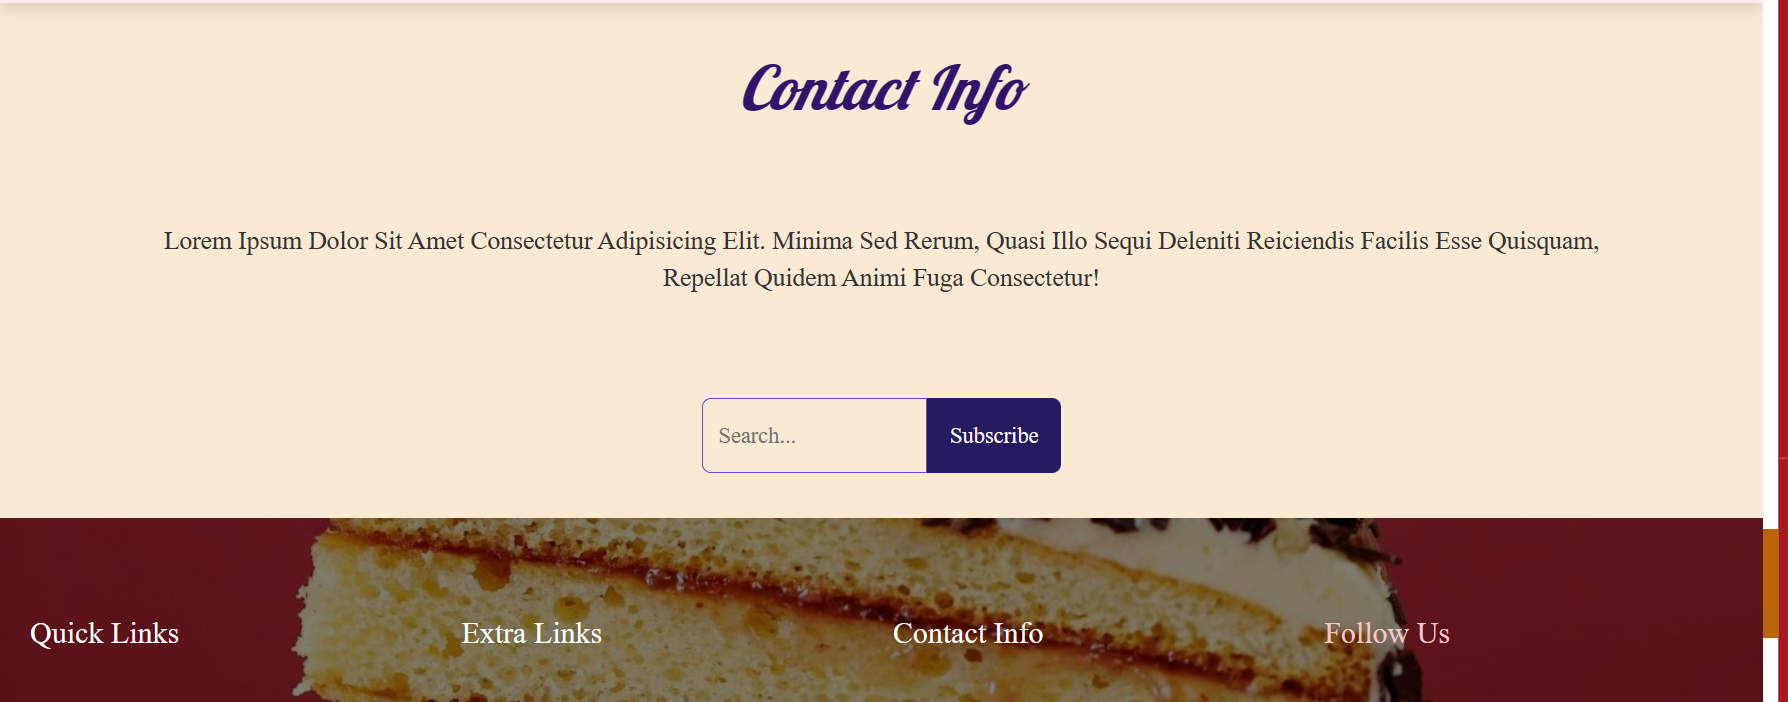 Contact Info
Lorem Ipsum Dolor Sit Amet Consectetur Adipisicing Elit. Minima Sed Rerum, Quasi Illo Sequi Deleniti Reiciendis Facilis Esse Quisquam,
Repellat Quidem Animi Fuga Consectetur!
Search...
Subscribe
Quick Links
Extra Links
Contact Info
Follow Us